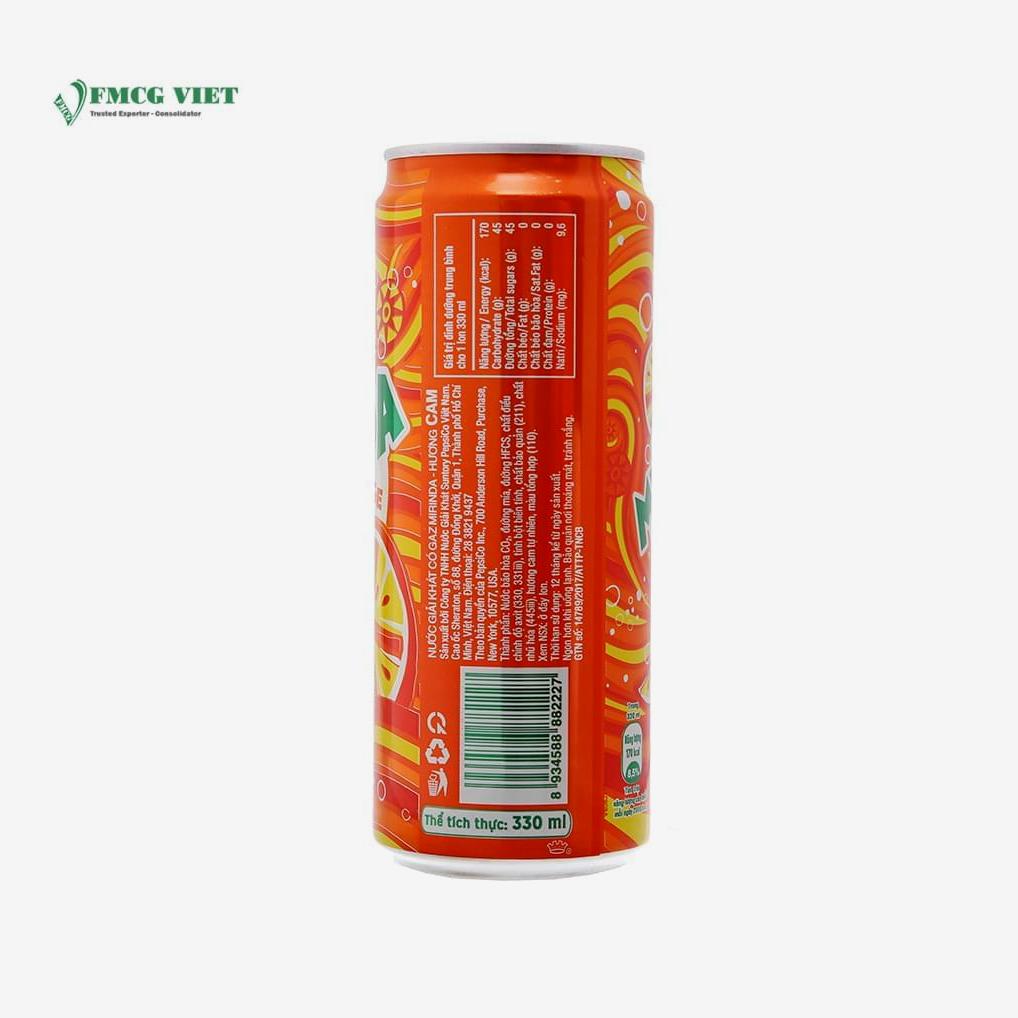 FMCG VIET
Trusted Exporter - Consolidator
FMCG
Giá trị dinh dưỡng trung bình
cho 1 lon 330 ml
Năng lượng / Energy (kcal): 170
Carbohydrate (g): 45
Đường tổng/Total sugars (g): 45
Chất béo/Fat (g): 0
Chất béo bão hòa/Sat.Fat (g): 0
Chất đạm/Protein (g): 0
Natri/Sodium (mg): 9,6
NƯỚC GIẢI KHÁT CÓ GAZ MIRINDA - HƯƠNG CAM
Sản xuất bởi Công ty TNHH Nước Giải Khát Suntory PepsiCo Việt Nam.
Cao ốc Sheraton, số 88, đường Đồng Khởi, Quận 1, Thành phố Hồ Chí
Minh, Việt Nam. Điện thoại: 28 3821 9437
Theo bản quyền của PepsiCo Inc., 700 Anderson Hill Road, Purchase,
New York, 10577, USA.
Thành phần: Nước bão hòa CO₂, đường mía, đường HFCS, chất điều
chỉnh độ axit (330, 331iii), tinh bột biến tính, chất bảo quản (211), chất
nhũ hóa (445iii), hương cam tự nhiên, màu tổng hợp (110).
Xem NSX: ở đáy lon.
Thời hạn sử dụng: 12 tháng kể từ ngày sản xuất.
Ngon hơn khi uống lạnh. Bảo quản nơi thoáng mát, tránh nắng.
GTN số: 14789/2017/ATTP-TNCB
8 934588 882227
Thể tích thực: 330 ml
330 ml
Năng lượng
170 kcal
8.5%